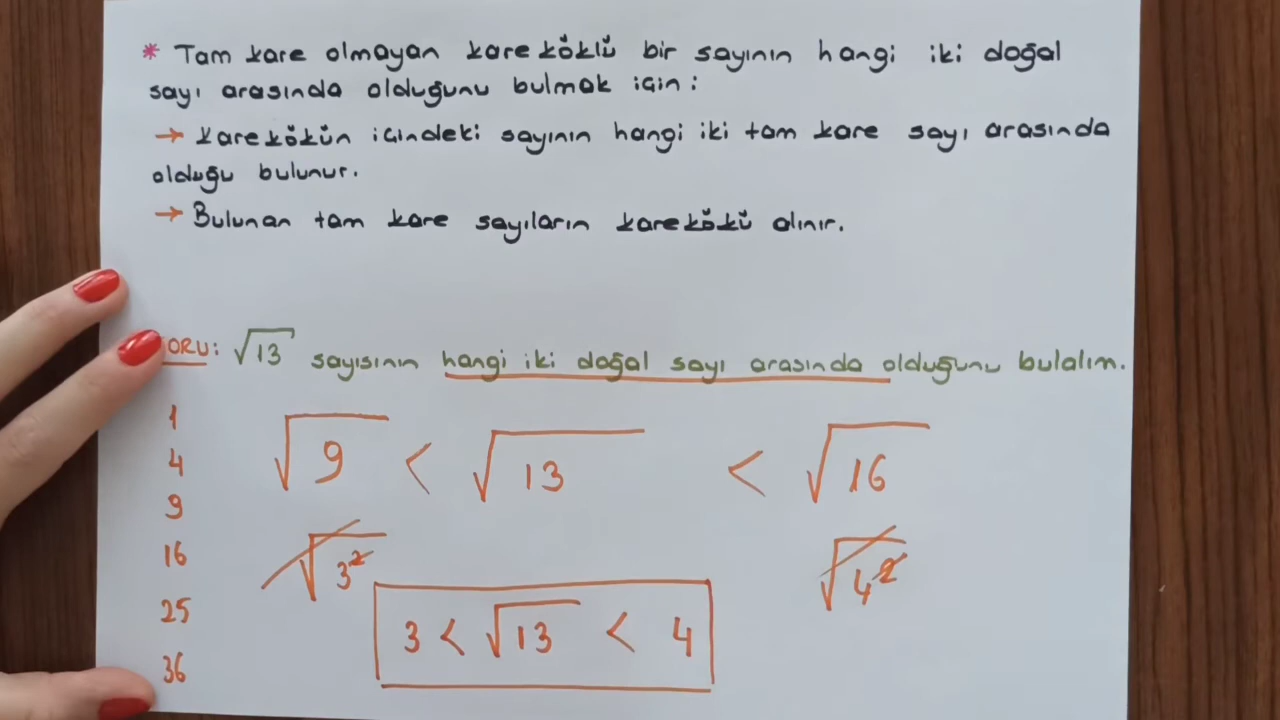 * Tam kare olmayan kareköklü bir sayının hangi iki doğal
sayı arasında olduğunu bulmak için:
→ Karekökün içindeki sayının hangi iki tam kare sayı arasında
olduğu bulunur.
→ Bulunan tam kare sayıların karekökü alınır.
ORU: √13 sayısının hangi iki doğal sayı arasında olduğunu bulalım.
1
4
9
16
25
36
√9 < √13 < √16
√3² √4²
3 < √13 < 4